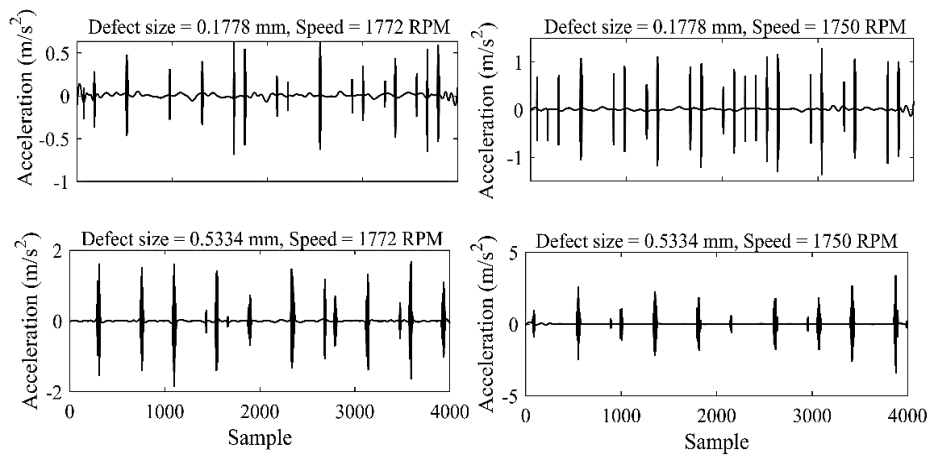 Defect size = 0.1778 mm, Speed = 1772 RPM
Acceleration (m/s²)
0.5
0
-0.5
-1
Defect size = 0.1778 mm, Speed = 1750 RPM
Acceleration (m/s²)
1
0
-1
Defect size = 0.5334 mm, Speed = 1772 RPM
Acceleration (m/s²)
2
0
-2
0 1000 2000 3000 4000
Sample
Defect size = 0.5334 mm, Speed = 1750 RPM
Acceleration (m/s²)
5
0
-5
0 1000 2000 3000 4000
Sample